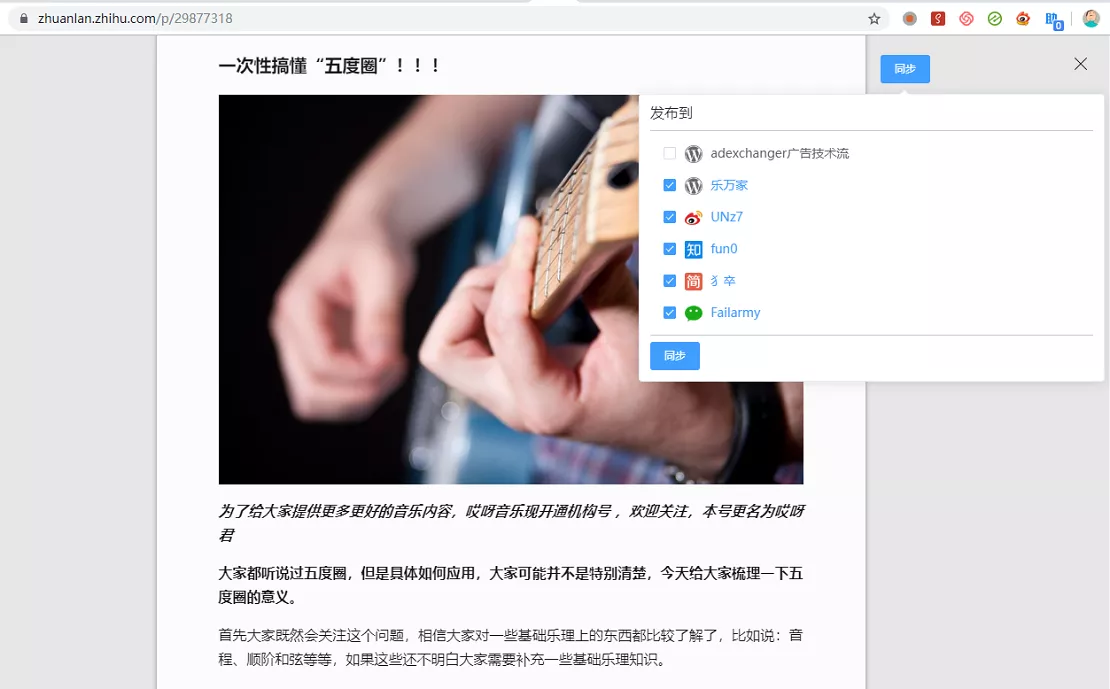 zhuanlan.zhihu.com/p/29877318
助
0
一次性搞懂“五度圈”！！！
同步
发布到
adexchanger广告技术流
乐万家
UNz7
知 fun0
简 犭卒
Failarmy
同步
为了给大家提供更多更好的音乐内容，哎呀音乐现开通机构号 ，欢迎关注，本号更名为哎呀
君
大家都听说过五度圈，但是具体如何应用，大家可能并不是特别清楚，今天给大家梳理一下五
度圈的意义。
首先大家既然会关注这个问题，相信大家对一些基础乐理上的东西都比较了解了，比如说：音
程、顺阶和弦等等，如果这些还不明白大家需要补充一些基础乐理知识。